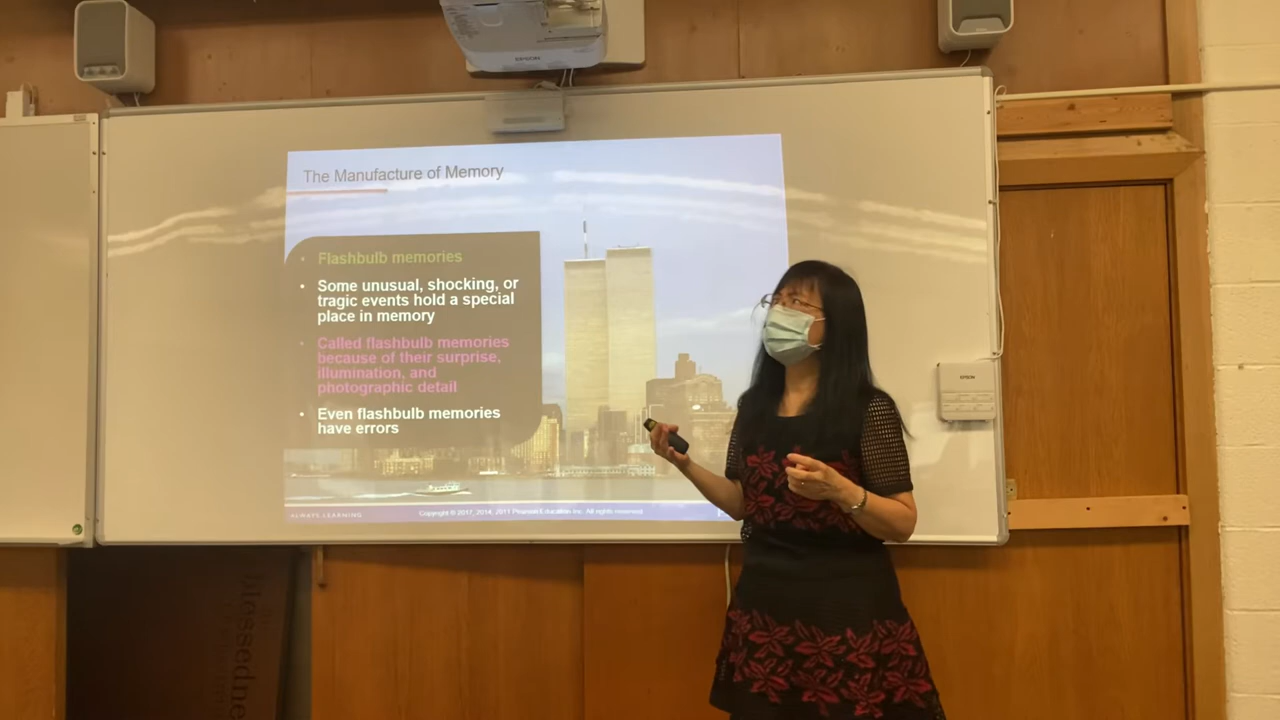 EPSON
The Manufacture of Memory
• Flashbulb memories
• Some unusual, shocking, or
tragic events hold a special
place in memory
• Called flashbulb memories
because of their surprise,
illumination, and
photographic detail
• Even flashbulb memories
have errors
EPSON
ALWAYS LEARNING
Copyright © 2017, 2014, 2011 Pearson Education Inc. All rights reserved